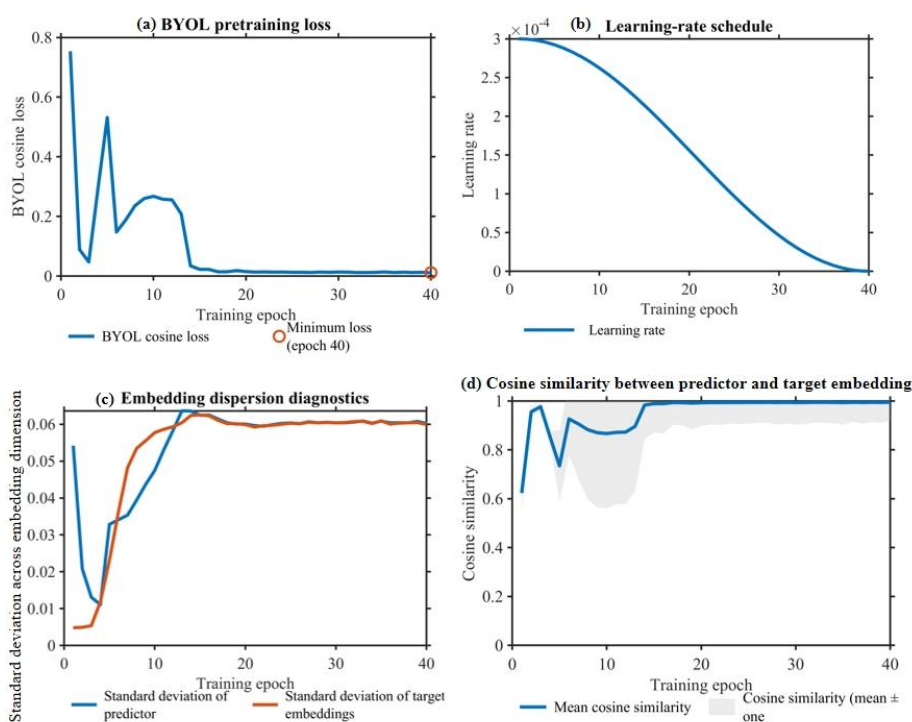 (a) BYOL pretraining loss
0.8
0.6
0.4
0.2
0
BYOL cosine loss
0
10
20
30
40
Training epoch
BYOL cosine loss
Minimum loss
(epoch 40)
(b) Learning-rate schedule
×10⁻⁴
3
2.5
2
1.5
1
0.5
0
Learning rate
0
10
20
30
40
Training epoch
Learning rate
(c) Embedding dispersion diagnostics
0.06
0.05
0.04
0.03
0.02
0.01
0
Standard deviation across embedding dimension
0
10
20
30
40
Training epoch
Standard deviation of
predictor
Standard deviation of target
embeddings
(d) Cosine similarity between predictor and target embedding
1
0.8
0.6
0.4
0.2
0
Cosine similarity
0
10
20
30
40
Training epoch
Mean cosine similarity
Cosine similarity (mean ±
one